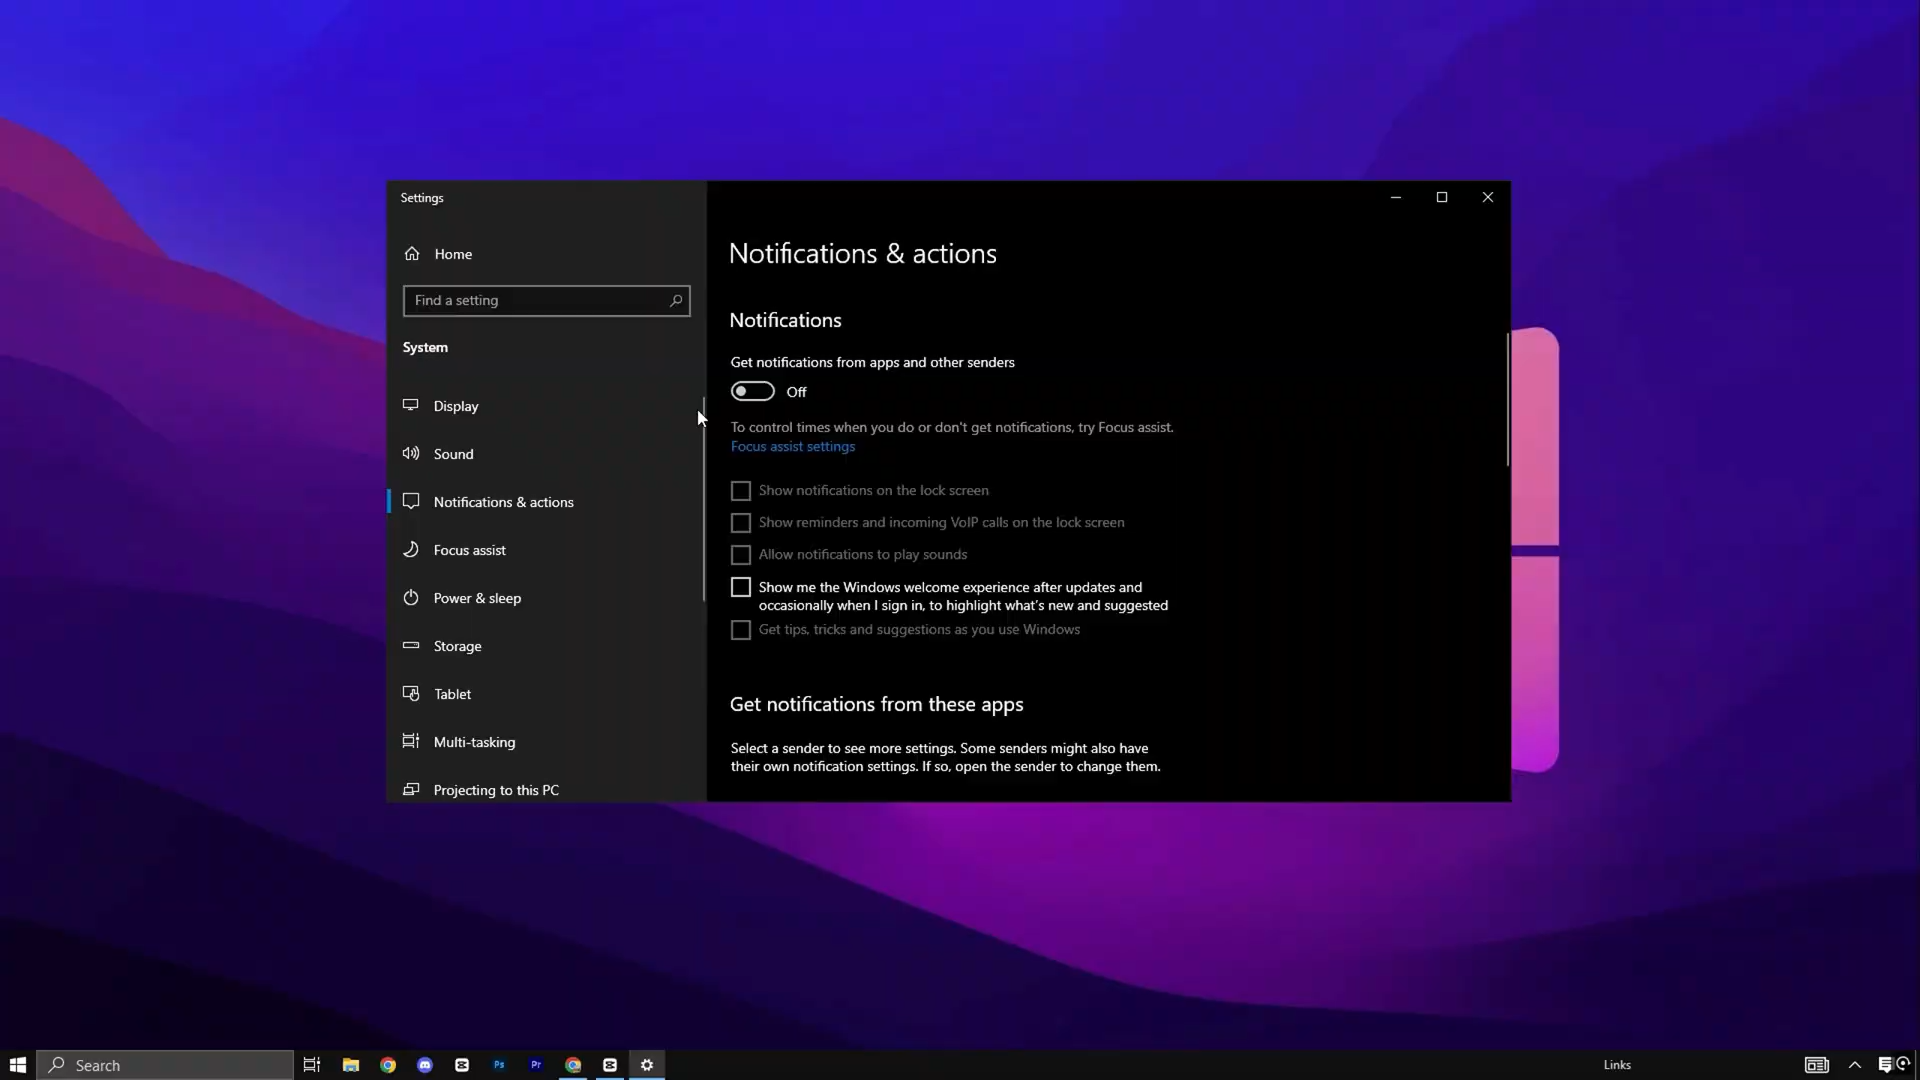 Settings
Home
Find a setting
System
Display
Sound
Notifications & actions
Focus assist
Power & sleep
Storage
Tablet
Multi-tasking
Projecting to this PC
Notifications & actions
Notifications
Get notifications from apps and other senders
Off
To control times when you do or don't get notifications, try Focus assist.
Focus assist settings
Show notifications on the lock screen
Show reminders and incoming VoIP calls on the lock screen
Allow notifications to play sounds
Show me the Windows welcome experience after updates and
occasionally when I sign in, to highlight what's new and suggested
Get tips, tricks and suggestions as you use Windows
Get notifications from these apps
Select a sender to see more settings. Some senders might also have
their own notification settings. If so, open the sender to change them.
Search
Ps
Pr
Links